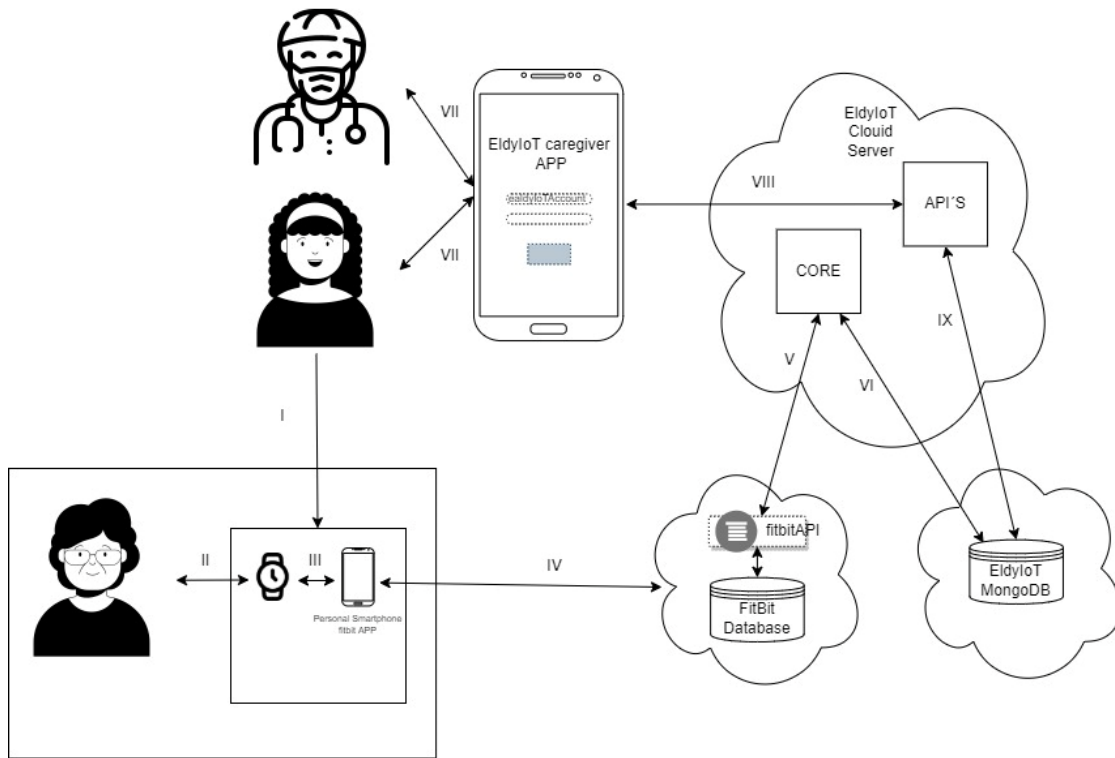 VII
VII
EldyIoT caregiver
APP
ealdyIoTAccount
VIII
EldyIoT
Clouid
Server
API´S
CORE
IX
V
VI
I
II
III
Personal Smartphone
fitbit APP
IV
fitbitAPI
FitBit
Database
EldyIoT
MongoDB